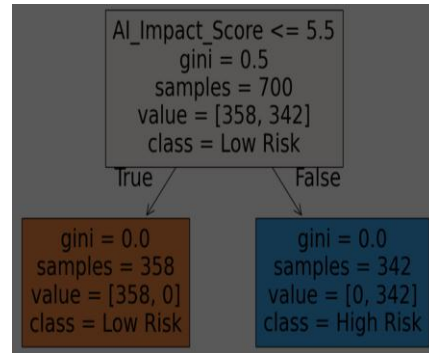 AI_Impact_Score <= 5.5
gini = 0.5
samples = 700
value = [358, 342]
class = Low Risk
True
False
gini = 0.0
samples = 358
value = [358, 0]
class = Low Risk
gini = 0.0
samples = 342
value = [0, 342]
class = High Risk